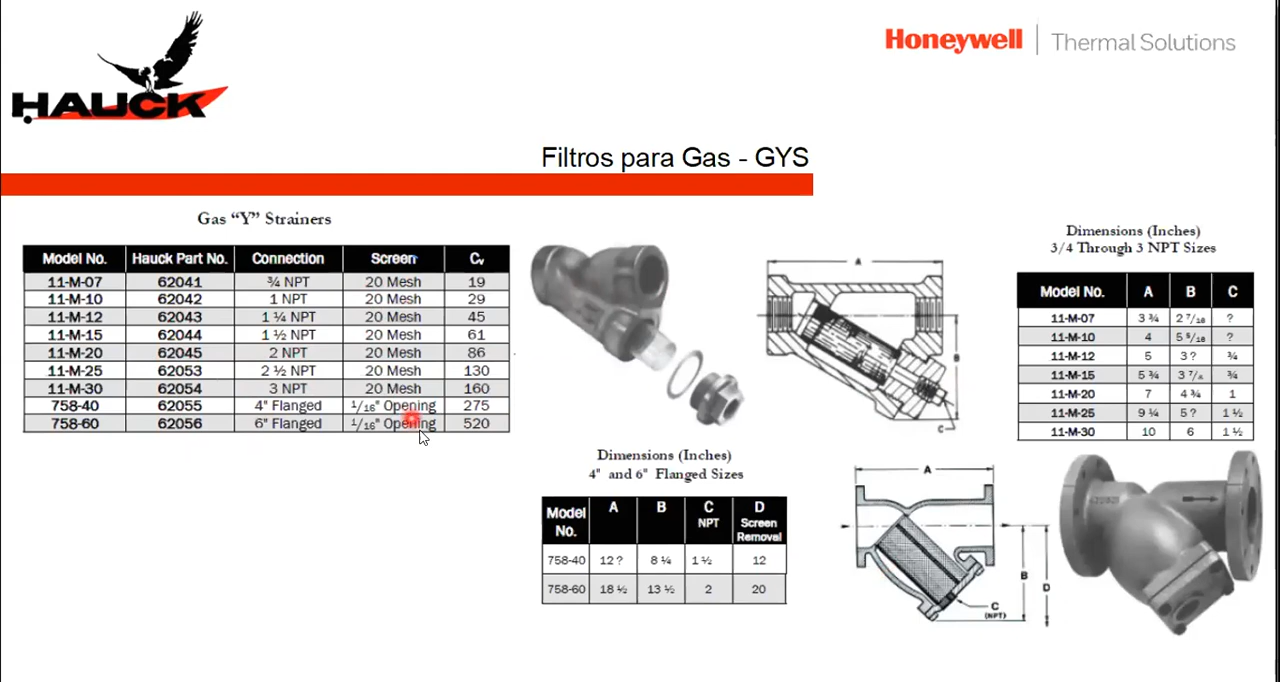 HAUCK
Honeywell | Thermal Solutions
Filtros para Gas - GYS
Gas “Y” Strainers
Model No. Hauck Part No. Connection Screen Cv
11-M-07 62041 ¾ NPT 20 Mesh 19
11-M-10 62042 1 NPT 20 Mesh 29
11-M-12 62043 1 ¼ NPT 20 Mesh 45
11-M-15 62044 1 ½ NPT 20 Mesh 61
11-M-20 62045 2 NPT 20 Mesh 86
11-M-25 62053 2 ½ NPT 20 Mesh 130
11-M-30 62054 3 NPT 20 Mesh 160
758-40 62055 4" Flanged 1/16" Opening 275
758-60 62056 6" Flanged 1/16" Opening 520
A
B
C
Dimensions (Inches)
3/4 Through 3 NPT Sizes
Model No. A B C
11-M-07 3 ¾ 2 7/16 ?
11-M-10 4 5 5/16 ?
11-M-12 5 3? ¾
11-M-15 5 ¾ 3 ¾
11-M-20 7 4 ¾ 1
11-M-25 9 ¼ 5? 1 ½
11-M-30 10 6 1 ½
Dimensions (Inches)
4" and 6" Flanged Sizes
Model No. A B C NPT D Screen Removal
758-40 12 ? 8 ¼ 1 ½ 12
758-60 18 ½ 13 ½ 2 20
A
B
D
C
(NPT)